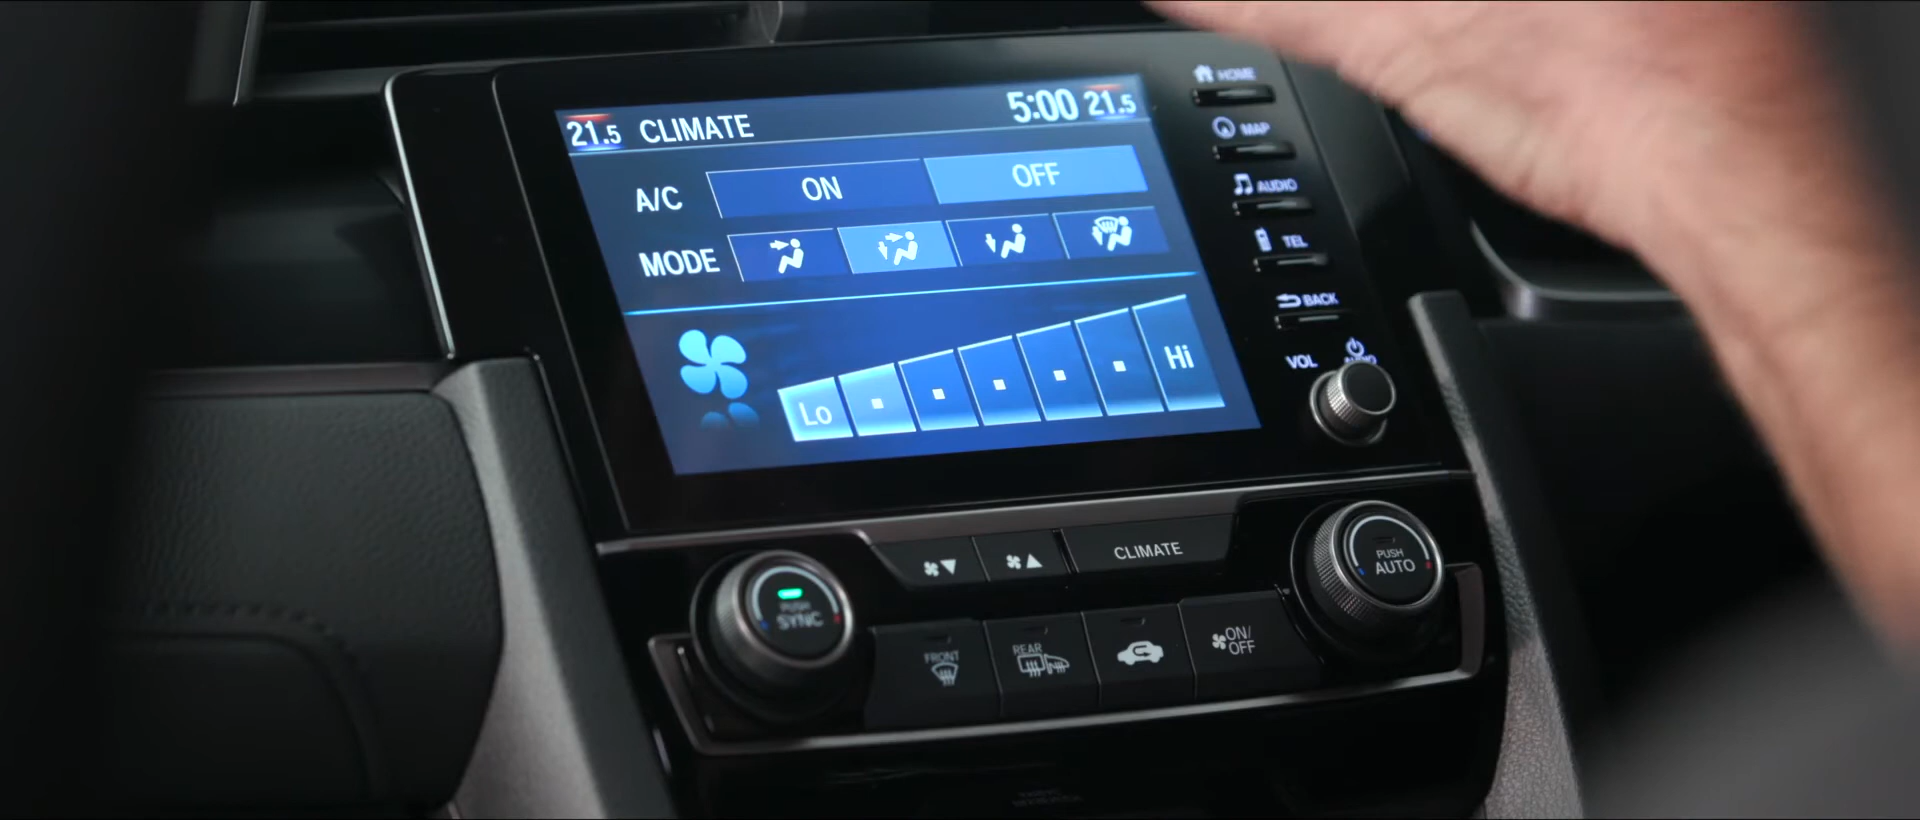 21.5 CLIMATE 5:00 21.5
A/C ON OFF
MODE
Lo Hi
HOME
MAP
AUDIO
TEL
BACK
VOL AUDIO
CLIMATE
PUSH
SYNC
PUSH
AUTO
FRONT
REAR
ON/
OFF